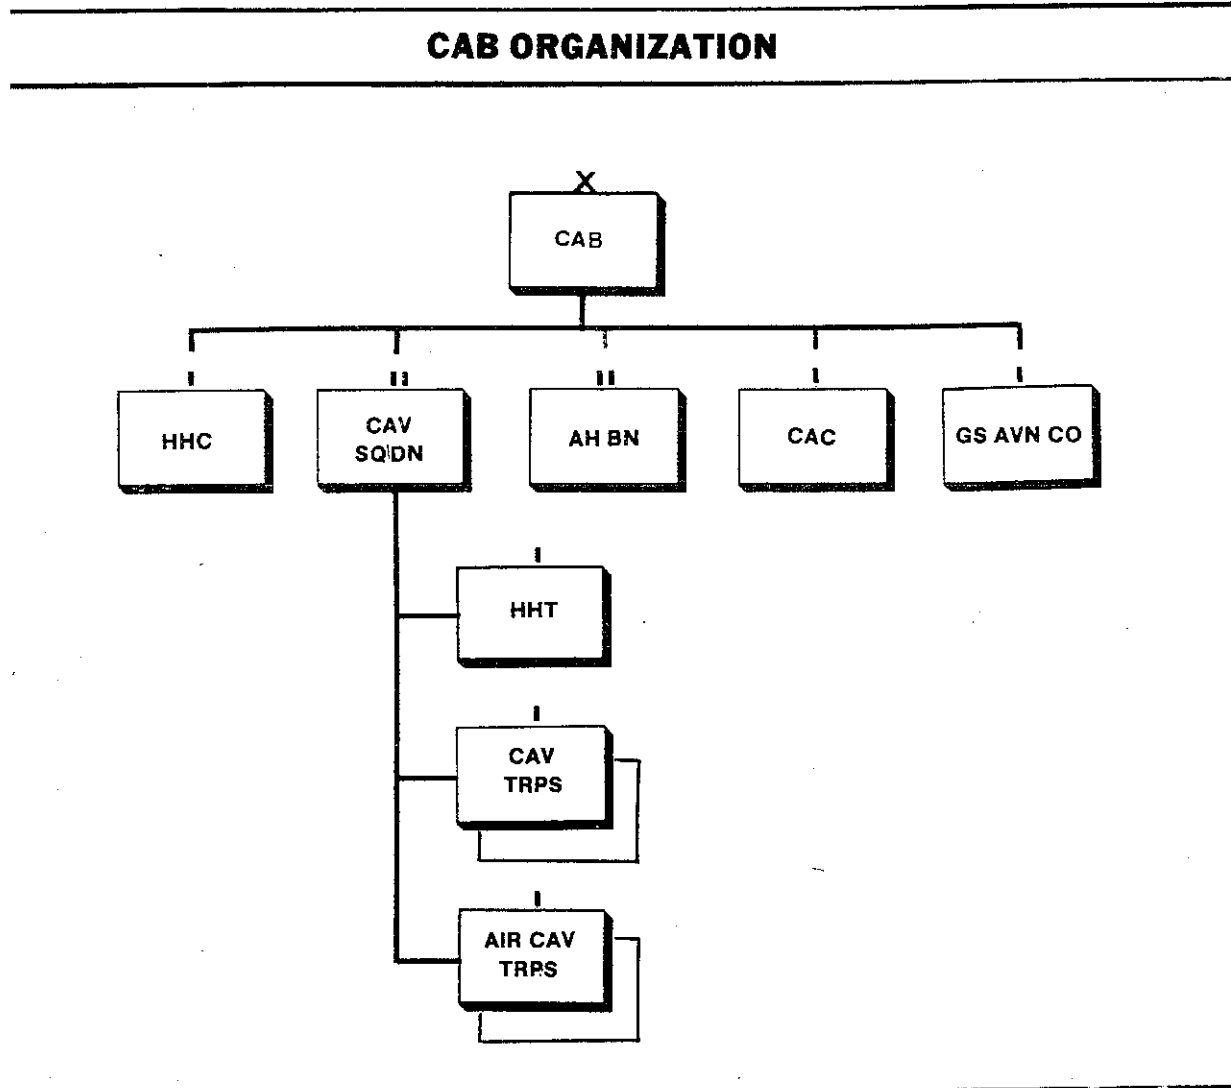 CAB ORGANIZATION
X
CAB
I
II
II
I
I
HHC
CAV
SQDN
AH BN
CAC
GS AVN CO
I
HHT
I
CAV
TRPS
I
AIR CAV
TRPS